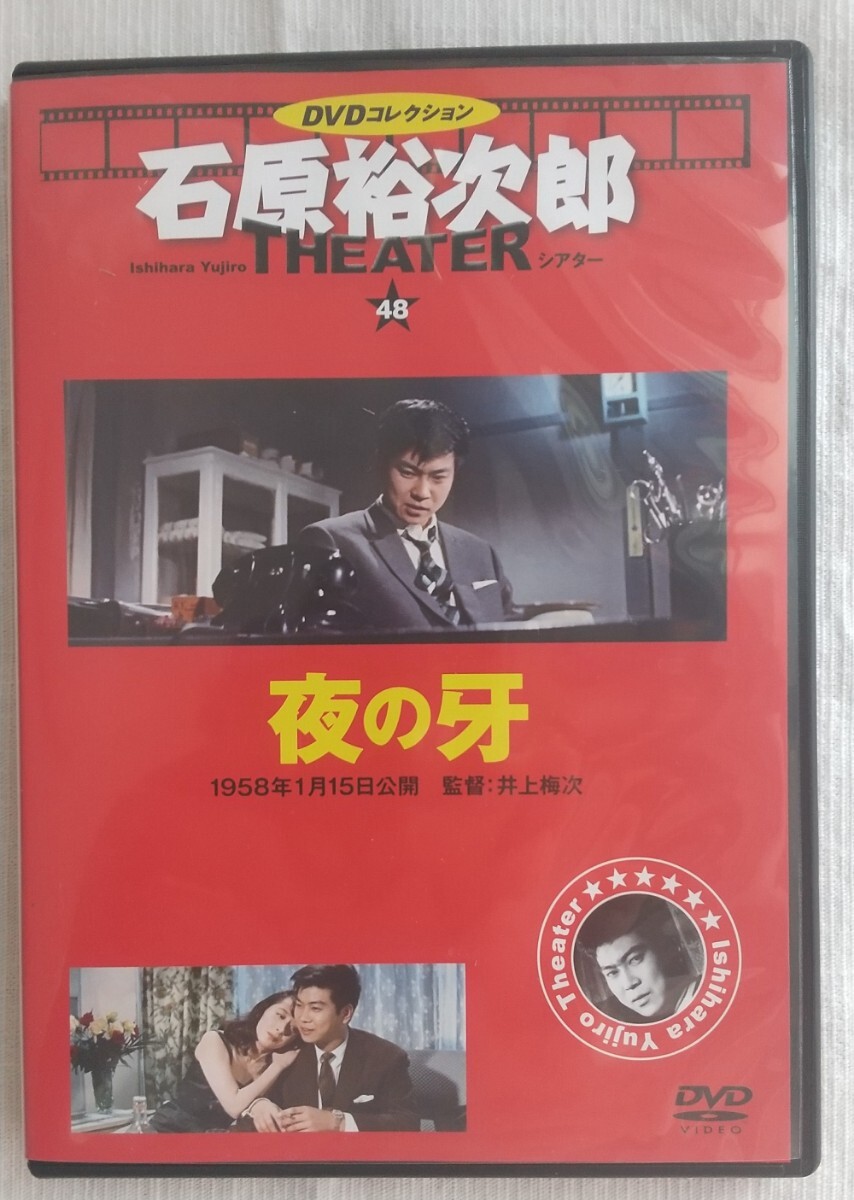 DVDコレクション
石原裕次郎
Ishihara Yujiro THEATER シアター
48
夜の牙
1958年1月15日公開 監督:井上梅次
Ishihara Yujiro Theater
DVD
VIDEO